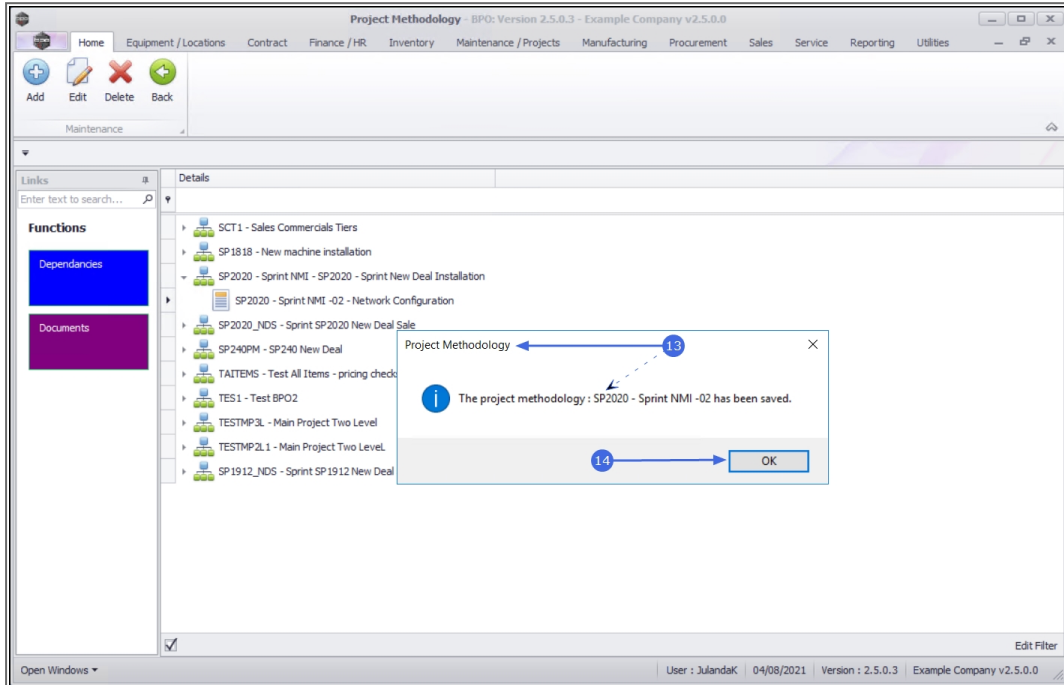 Project Methodology - BPO: Version 2.5.0.3 - Example Company v2.5.0.0
Home Equipment / Locations Contract Finance / HR Inventory Maintenance / Projects Manufacturing Procurement Sales Service Reporting Utilities
Add Edit Delete Back
Maintenance
Links
Details
Enter text to search...
Functions
Dependancies
Documents
SCT1 - Sales Commercials Tiers
SP1818 - New machine installation
SP2020 - Sprint NMI - SP2020 - Sprint New Deal Installation
SP2020 - Sprint NMI -02 - Network Configuration
SP2020_NDS - Sprint SP2020 New Deal Sale
SP240PM - SP240 New Deal
TAITEMS - Test All Items - pricing check
TES1 - Test BPO2
TESTMP3L - Main Project Two Level
TESTMP2L1 - Main Project Two LeveL
SP1912_NDS - Sprint SP1912 New Deal
Project Methodology
13
The project methodology : SP2020 - Sprint NMI -02 has been saved.
14
OK
Edit Filter
Open Windows
User : JulandaK 04/08/2021 Version : 2.5.0.3 Example Company v2.5.0.0